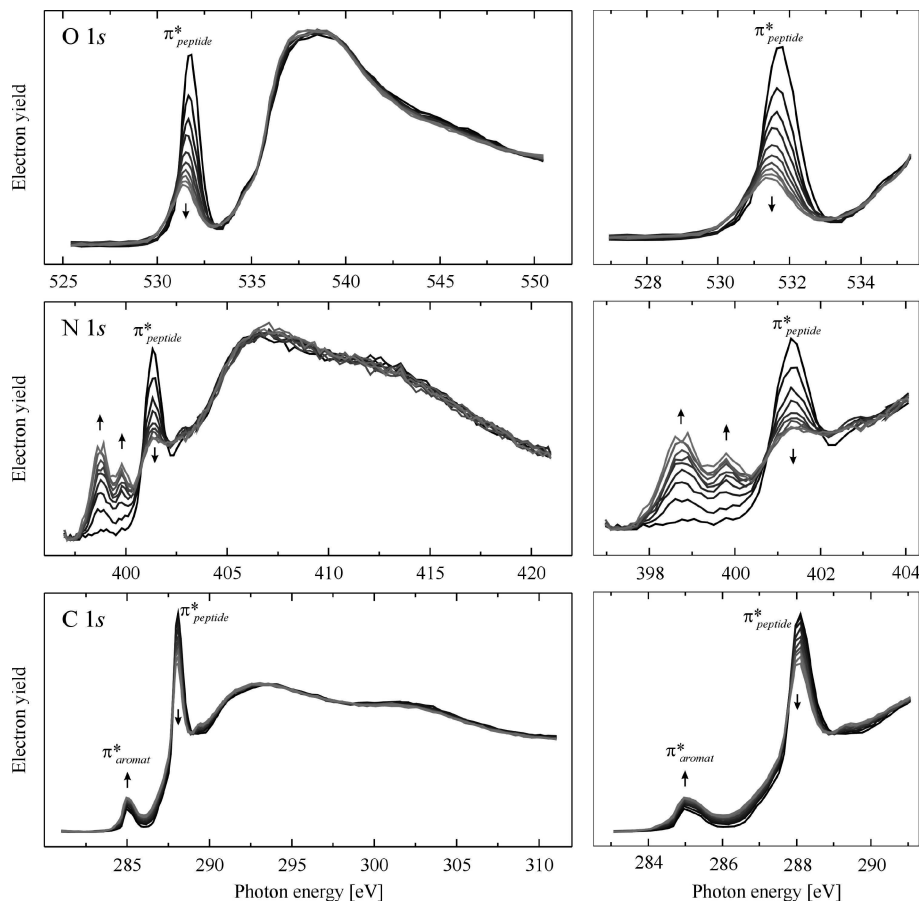 O 1s
π*peptide
Electron yield
525 530 535 540 545 550
π*peptide
528 530 532 534
N 1s
π*peptide
Electron yield
400 405 410 415 420
π*peptide
398 400 402 404
C 1s
π*peptide
π*aromat
Electron yield
285 290 295 300 305 310
Photon energy [eV]
π*peptide
π*aromat
284 286 288 290
Photon energy [eV]